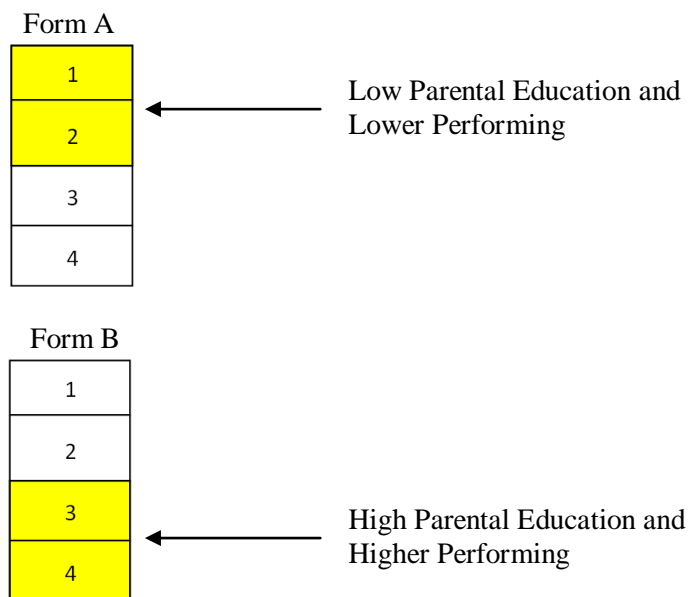 Form A
1
Low Parental Education and
Lower Performing
2
3
4
Form B
1
2
3
High Parental Education and
Higher Performing
4